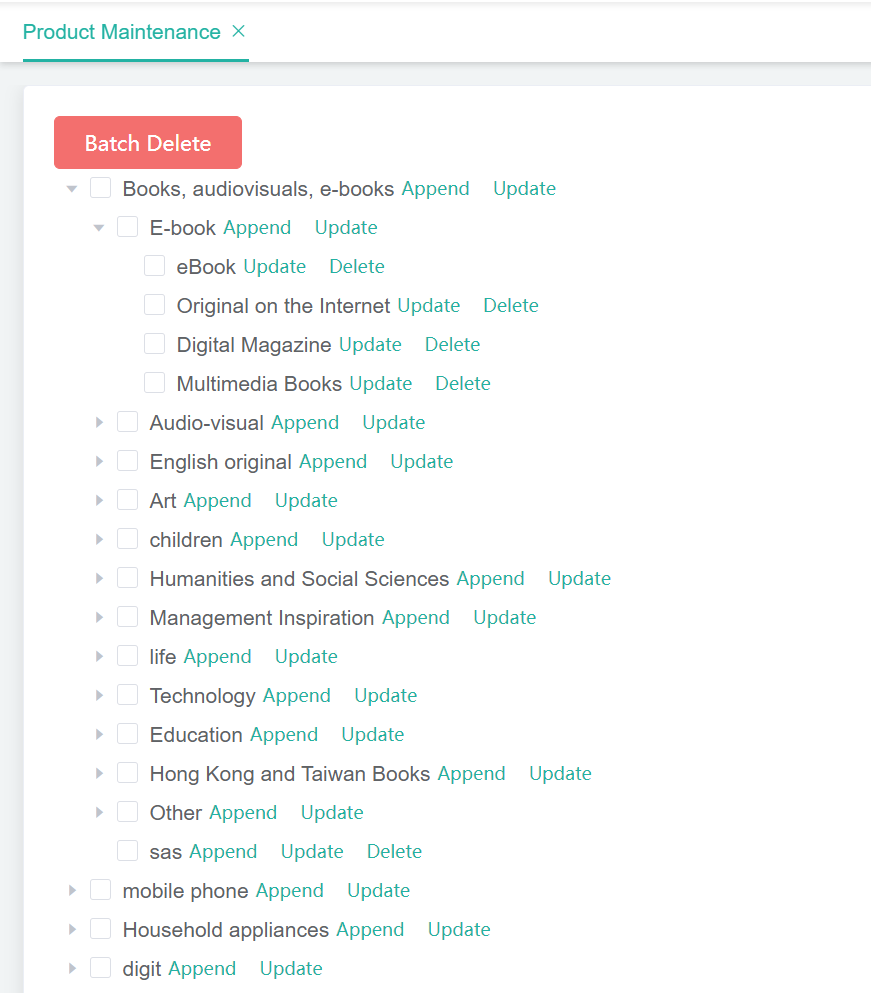 Product Maintenance
Batch Delete
Books, audiovisuals, e-books Append Update
E-book Append Update
eBook Update Delete
Original on the Internet Update Delete
Digital Magazine Update Delete
Multimedia Books Update Delete
Audio-visual Append Update
English original Append Update
Art Append Update
children Append Update
Humanities and Social Sciences Append Update
Management Inspiration Append Update
life Append Update
Technology Append Update
Education Append Update
Hong Kong and Taiwan Books Append Update
Other Append Update
sas Append Update Delete
mobile phone Append Update
Household appliances Append Update
digit Append Update